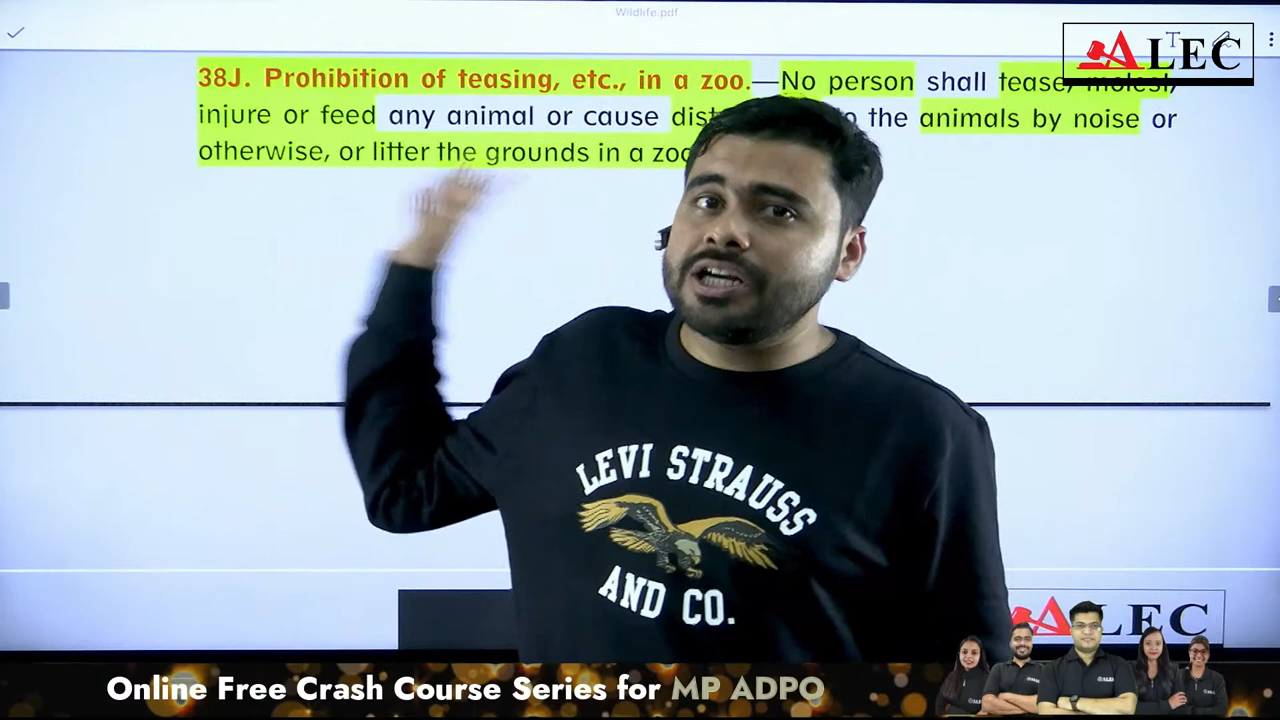 Wildlife.pdf
ALEC
38J. Prohibition of teasing, etc., in a zoo.—No person shall tease, molest,
injure or feed any animal or cause the animals by noise or
otherwise, or litter the grounds in a zoo
LEVI STRAUSS
AND CO.
ALEC
Online Free Crash Course Series for MP ADPO